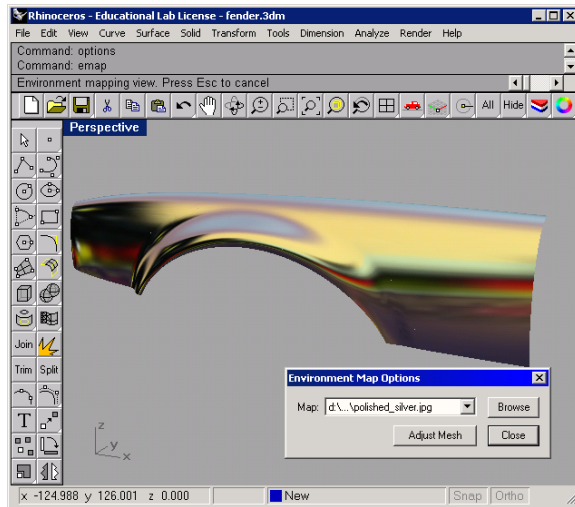 Rhinoceros - Educational Lab License - fender.3dm
File Edit View Curve Surface Solid Transform Tools Dimension Analyze Render Help
Command: options
Command: emap
Environment mapping view. Press Esc to cancel
All Hide
Perspective
Join
Trim Split
T
Environment Map Options
Map: d:\...\polished_silver.jpg Browse
Adjust Mesh Close
z
y
x
x -124.988 y 126.001 z 0.000 New Snap Ortho